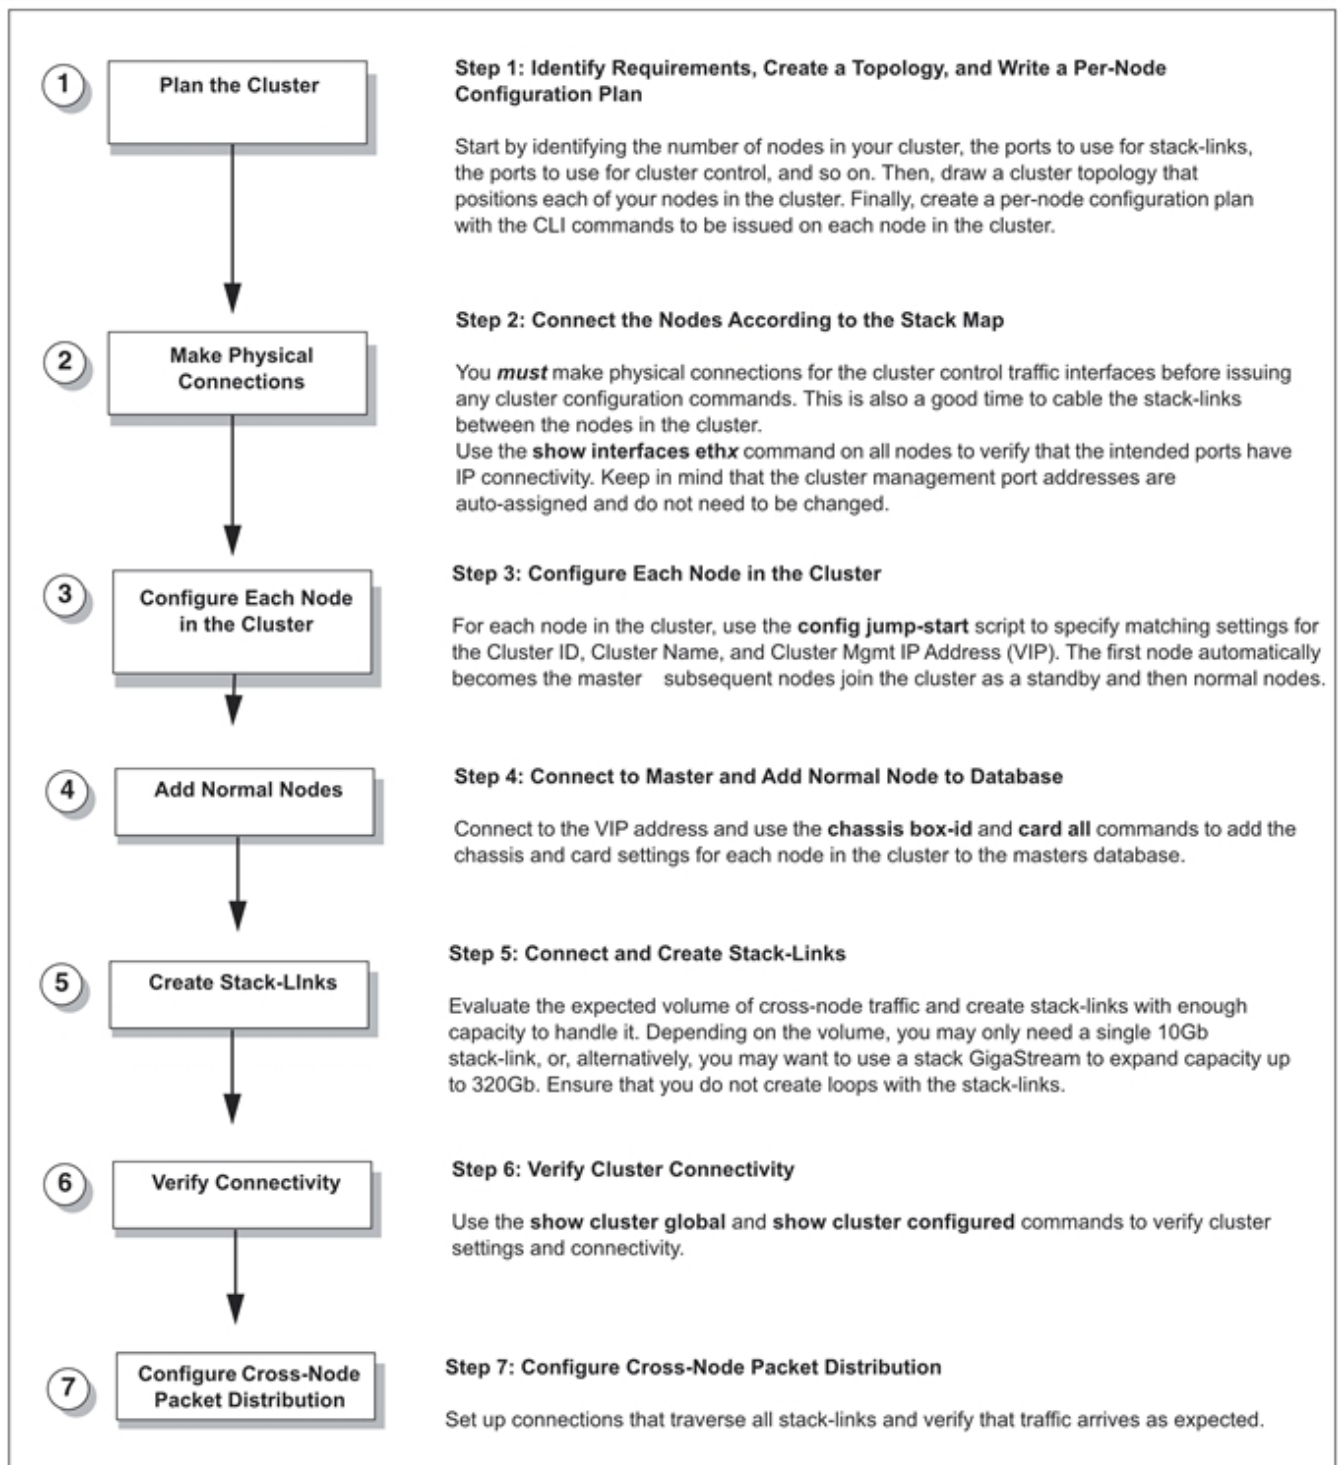 1
Plan the Cluster
Step 1: Identify Requirements, Create a Topology, and Write a Per-Node
Configuration Plan
Start by identifying the number of nodes in your cluster, the ports to use for stack-links,
the ports to use for cluster control, and so on. Then, draw a cluster topology that
positions each of your nodes in the cluster. Finally, create a per-node configuration plan
with the CLI commands to be issued on each node in the cluster.
2
Make Physical
Connections
Step 2: Connect the Nodes According to the Stack Map
You must make physical connections for the cluster control traffic interfaces before issuing
any cluster configuration commands. This is also a good time to cable the stack-links
between the nodes in the cluster.
Use the show interfaces ethx command on all nodes to verify that the intended ports have
IP connectivity. Keep in mind that the cluster management port addresses are
auto-assigned and do not need to be changed.
3
Configure Each Node
in the Cluster
Step 3: Configure Each Node in the Cluster
For each node in the cluster, use the config jump-start script to specify matching settings for
the Cluster ID, Cluster Name, and Cluster Mgmt IP Address (VIP). The first node automatically
becomes the master subsequent nodes join the cluster as a standby and then normal nodes.
4
Add Normal Nodes
Step 4: Connect to Master and Add Normal Node to Database
Connect to the VIP address and use the chassis box-id and card all commands to add the
chassis and card settings for each node in the cluster to the masters database.
5
Create Stack-LInks
Step 5: Connect and Create Stack-Links
Evaluate the expected volume of cross-node traffic and create stack-links with enough
capacity to handle it. Depending on the volume, you may only need a single 10Gb
stack-link, or, alternatively, you may want to use a stack GigaStream to expand capacity up
to 320Gb. Ensure that you do not create loops with the stack-links.
6
Verify Connectivity
Step 6: Verify Cluster Connectivity
Use the show cluster global and show cluster configured commands to verify cluster
settings and connectivity.
7
Configure Cross-Node
Packet Distribution
Step 7: Configure Cross-Node Packet Distribution
Set up connections that traverse all stack-links and verify that traffic arrives as expected.